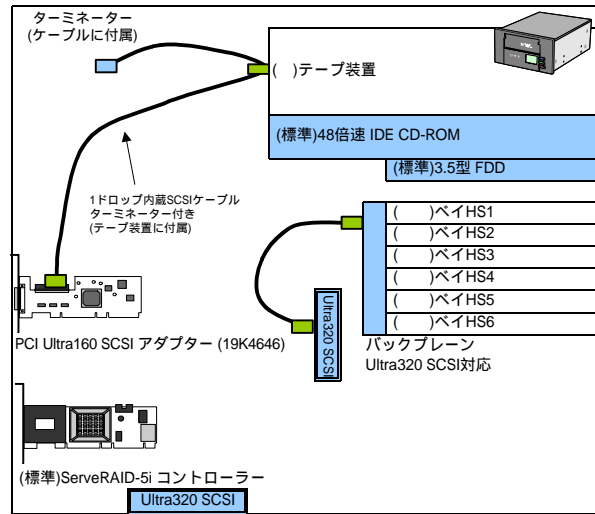 ターミネーター
(ケーブルに付属)
(　)テープ装置
(標準)48倍速 IDE CD-ROM
(標準)3.5型 FDD
1ドロップ内蔵SCSIケーブル
ターミネーター付き
(テープ装置に付属)
(　　)ベイHS1
(　　)ベイHS2
(　　)ベイHS3
(　　)ベイHS4
(　　)ベイHS5
(　　)ベイHS6
Ultra320 SCSI
PCI Ultra160 SCSI アダプター (19K4646)
バックプレーン
Ultra320 SCSI対応
(標準)ServeRAID-5i コントローラー
Ultra320 SCSI